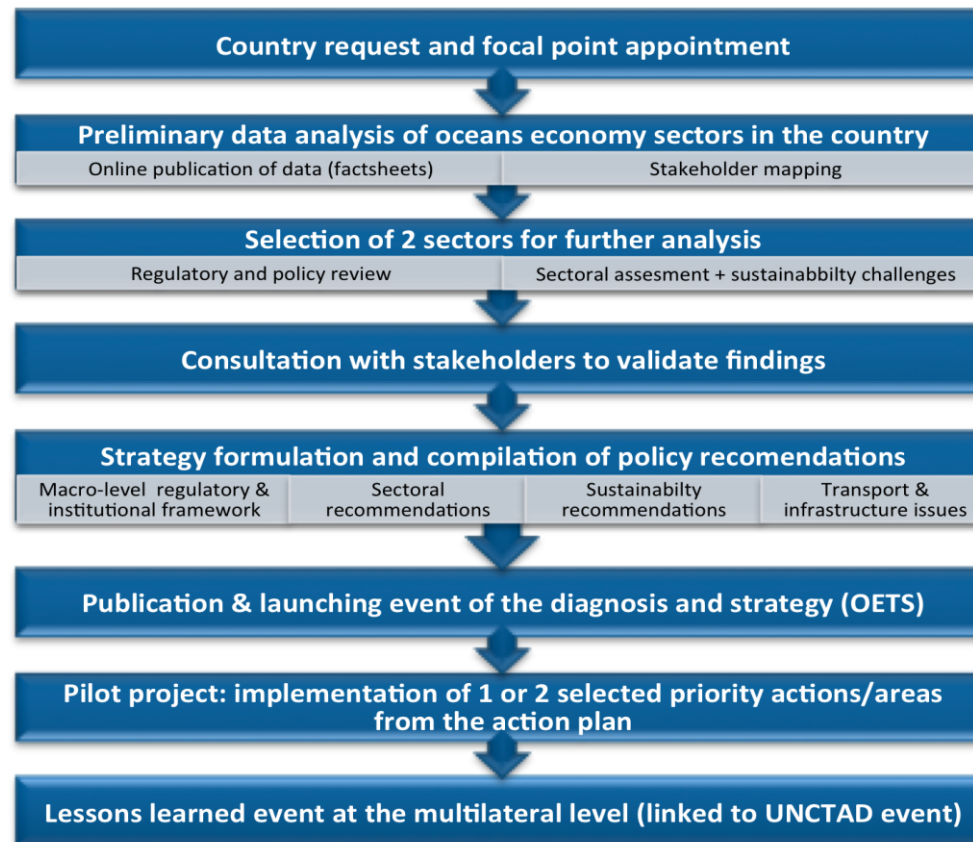 Country request and focal point appointment
Preliminary data analysis of oceans economy sectors in the country
Online publication of data (factsheets)
Stakeholder mapping
Selection of 2 sectors for further analysis
Regulatory and policy review
Sectoral assesment + sustainabbilty challenges
Consultation with stakeholders to validate findings
Strategy formulation and compilation of policy recomendations
Macro-level regulatory &
institutional framework
Sectoral
recommendations
Sustainabilty
recommendations
Transport &
infrastructure issues
Publication & launching event of the diagnosis and strategy (OETS)
Pilot project: implementation of 1 or 2 selected priority actions/areas
from the action plan
Lessons learned event at the multilateral level (linked to UNCTAD event)